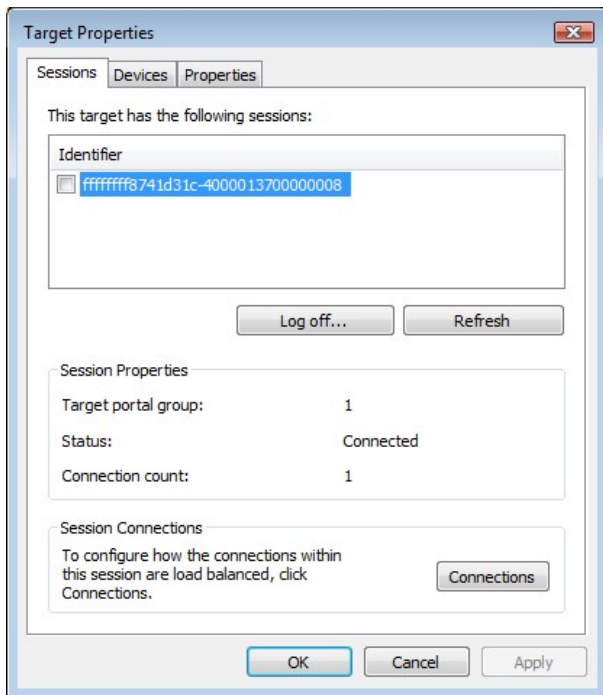 Target Properties
Sessions Devices Properties
This target has the following sessions:
Identifier
ffffffff8741d31c-4000013700000008
Log off... Refresh
Session Properties
Target portal group: 1
Status: Connected
Connection count: 1
Session Connections
To configure how the connections within
this session are load balanced, click
Connections.
Connections
OK Cancel Apply